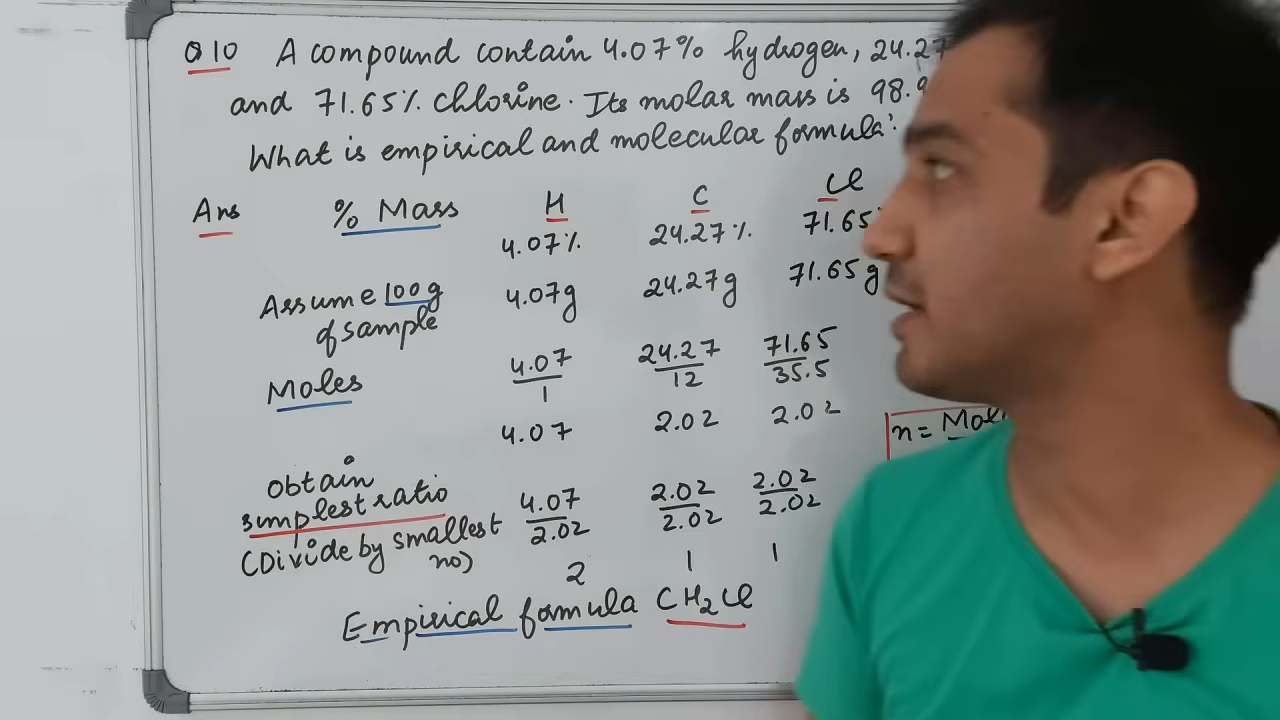 Q10 A compound contain 4.07% hydrogen, 24.27
and 71.65% chlorine. Its molar mass is 98.9
What is empirical and molecular formula?
Ans % Mass H C Cl
4.07% 24.27% 71.65
Assume 100g 4.07g 24.27g 71.65g
of sample
Moles 4.07/1 24.27/12 71.65/35.5
4.07 2.02 2.02
n = Mol
Obtain
simplest ratio 4.07/2.02 2.02/2.02 2.02/2.02
(Divide by smallest
no) 2 1 1
Empirical formula CH₂Cl